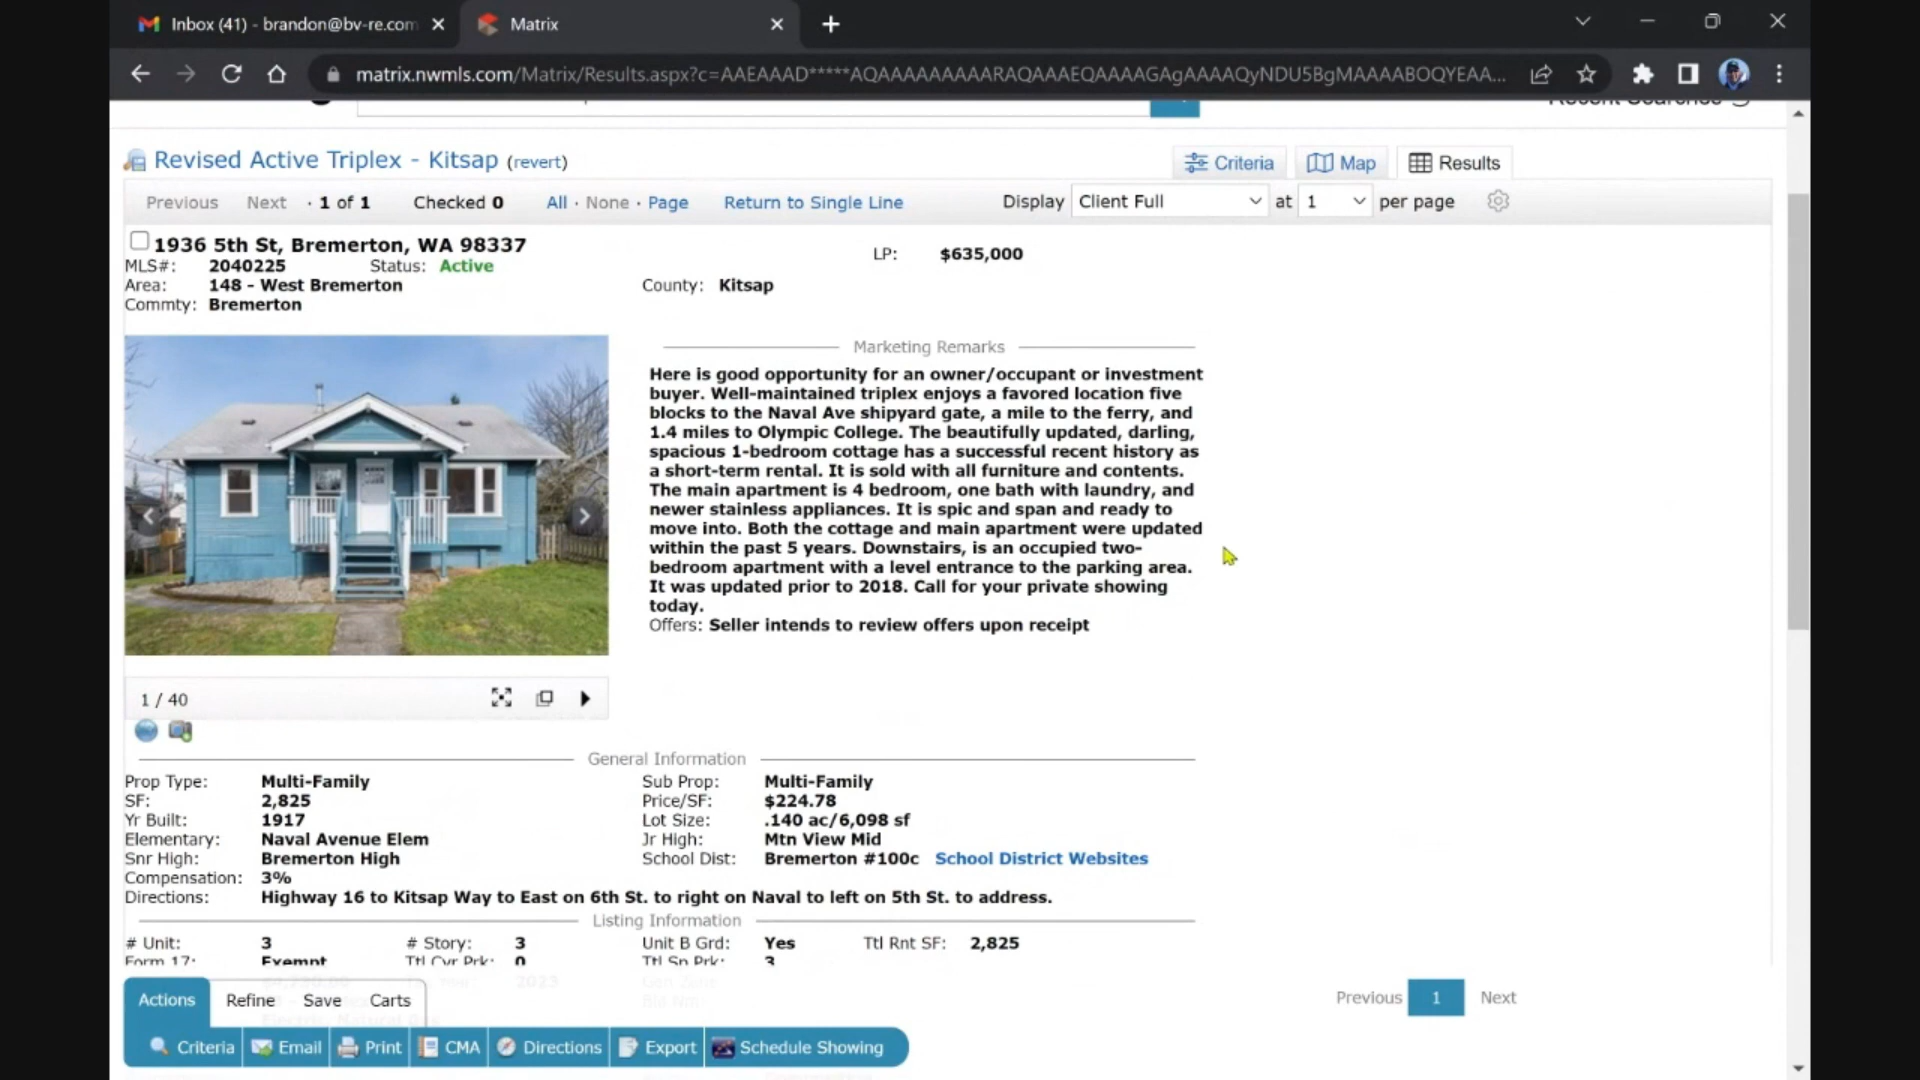 Inbox (41) - brandon@bv-re.com
Matrix
matrix.nwmls.com/Matrix/Results.aspx?c=AAEAAAD*****AQAAAAAAAAARAQAAAEQAAAAGAgAAAAQyNDU5BgMAAAABOQYEAA...
Recent Searches
Revised Active Triplex - Kitsap (revert)
Criteria Map Results
Previous Next · 1 of 1 Checked 0 All · None · Page Return to Single Line Display Client Full at 1 per page
1936 5th St, Bremerton, WA 98337
LP: $635,000
MLS#: 2040225 Status: Active
Area: 148 - West Bremerton County: Kitsap
Commty: Bremerton
Marketing Remarks
Here is good opportunity for an owner/occupant or investment
buyer. Well-maintained triplex enjoys a favored location five
blocks to the Naval Ave shipyard gate, a mile to the ferry, and
1.4 miles to Olympic College. The beautifully updated, darling,
spacious 1-bedroom cottage has a successful recent history as
a short-term rental. It is sold with all furniture and contents.
The main apartment is 4 bedroom, one bath with laundry, and
newer stainless appliances. It is spic and span and ready to
move into. Both the cottage and main apartment were updated
within the past 5 years. Downstairs, is an occupied two-
bedroom apartment with a level entrance to the parking area.
It was updated prior to 2018. Call for your private showing
today.
Offers: Seller intends to review offers upon receipt
1 / 40
General Information
Prop Type: Multi-Family Sub Prop: Multi-Family
SF: 2,825 Price/SF: $224.78
Yr Built: 1917 Lot Size: .140 ac/6,098 sf
Elementary: Naval Avenue Elem Jr High: Mtn View Mid
Snr High: Bremerton High School Dist: Bremerton #100c School District Websites
Compensation: 3%
Directions: Highway 16 to Kitsap Way to East on 6th St. to right on Naval to left on 5th St. to address.
Listing Information
# Unit: 3 # Story: 3 Unit B Grd: Yes Ttl Rnt SF: 2,825
Form 17: Exempt Ttl Cvr Prk: 0 Ttl Sp Prk: 3
2023
Actions Refine Save Carts
Previous 1 Next
Criteria Email Print CMA Directions Export Schedule Showing